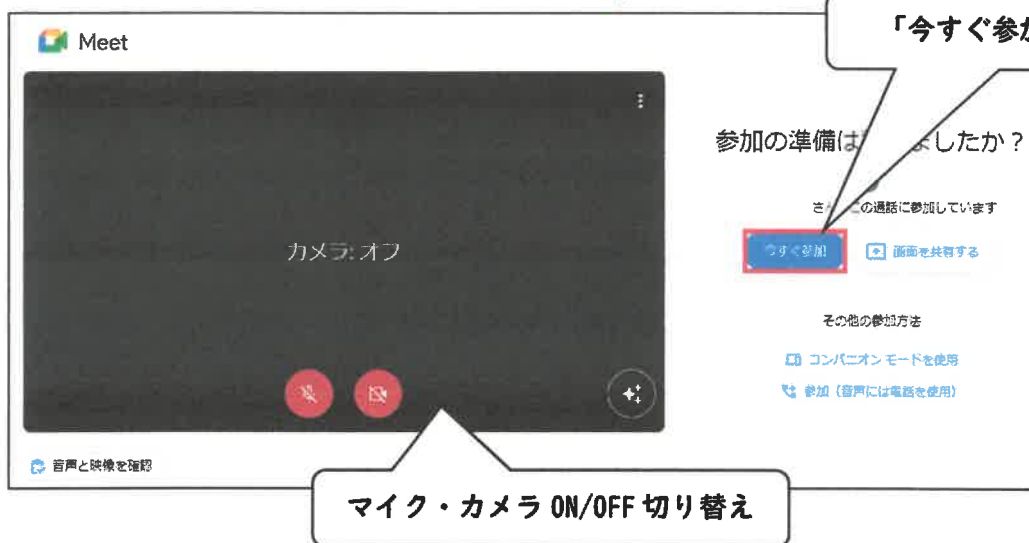 「今すぐ参加
Meet
参加の準備は
ましたか？
この通話に参加しています
カメラ: オフ
今すぐ参加
画面を共有する
その他の参加方法
コンパニオン モードを使用
参加（音声には電話を使用）
音声と映像を確認
マイク・カメラ ON/OFF 切り替え